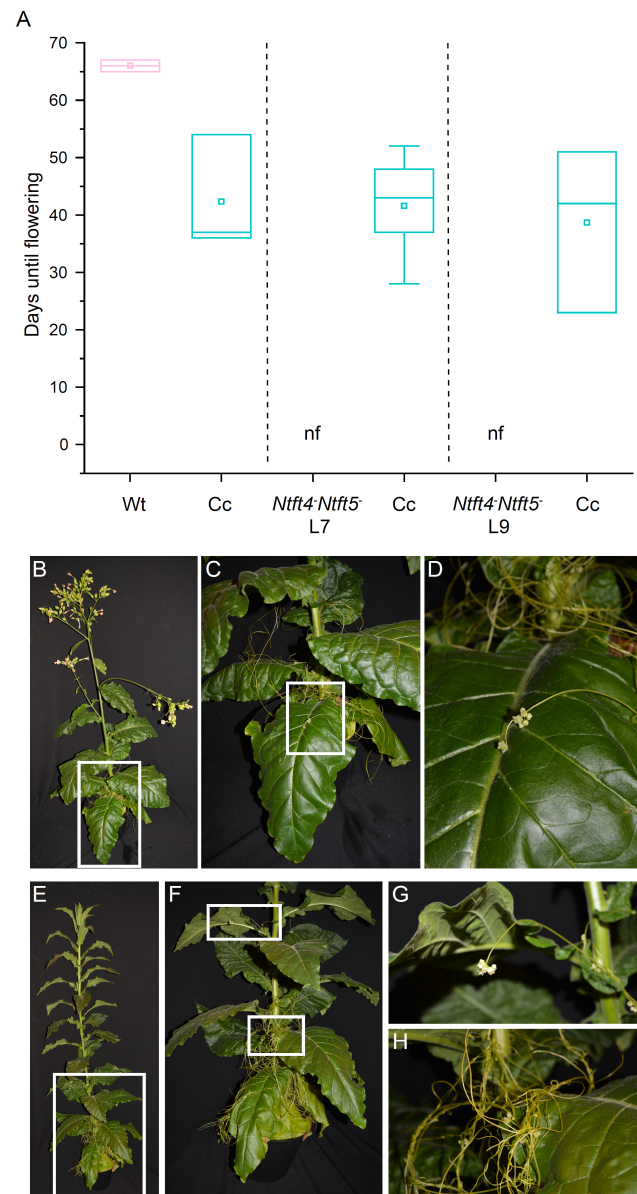 A
70
60
50
40
30
20
10
0
Days until flowering
nf
nf
Wt
Cc
Ntft4⁻Ntft5⁻
L7
Cc
Ntft4⁻Ntft5⁻
L9
Cc
B
C
D
E
F
G
H